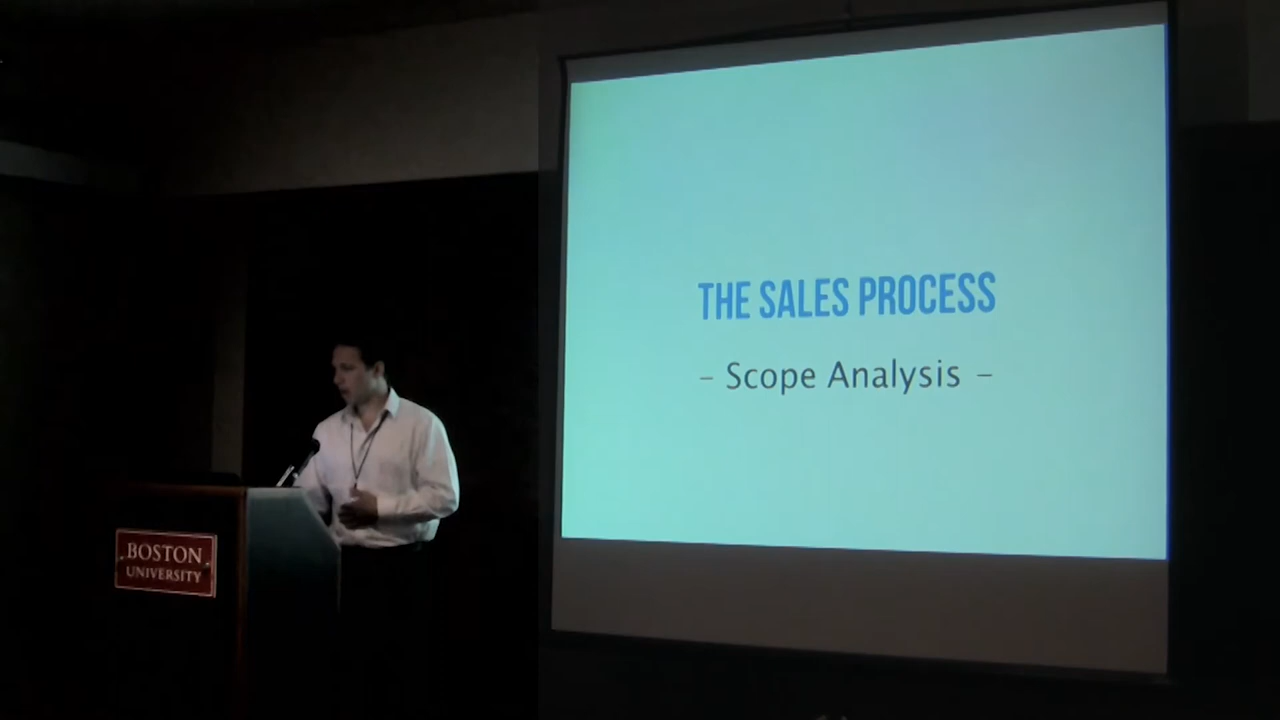 THE SALES PROCESS
– Scope Analysis –
BOSTON
UNIVERSITY